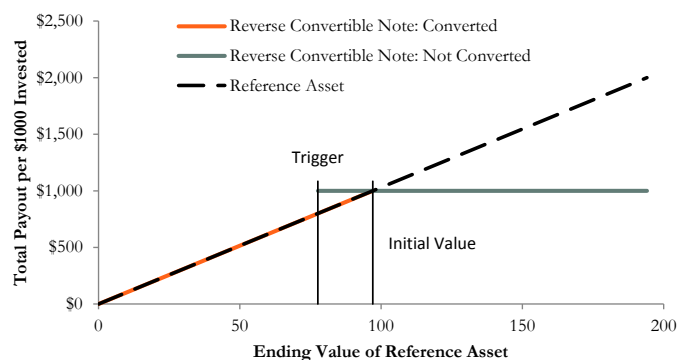 $2,500
$2,000
$1,500
$1,000
$500
$0
Total Payout per $1000 Invested
Reverse Convertible Note: Converted
Reverse Convertible Note: Not Converted
Reference Asset
Trigger
Initial Value
0 50 100 150 200
Ending Value of Reference Asset